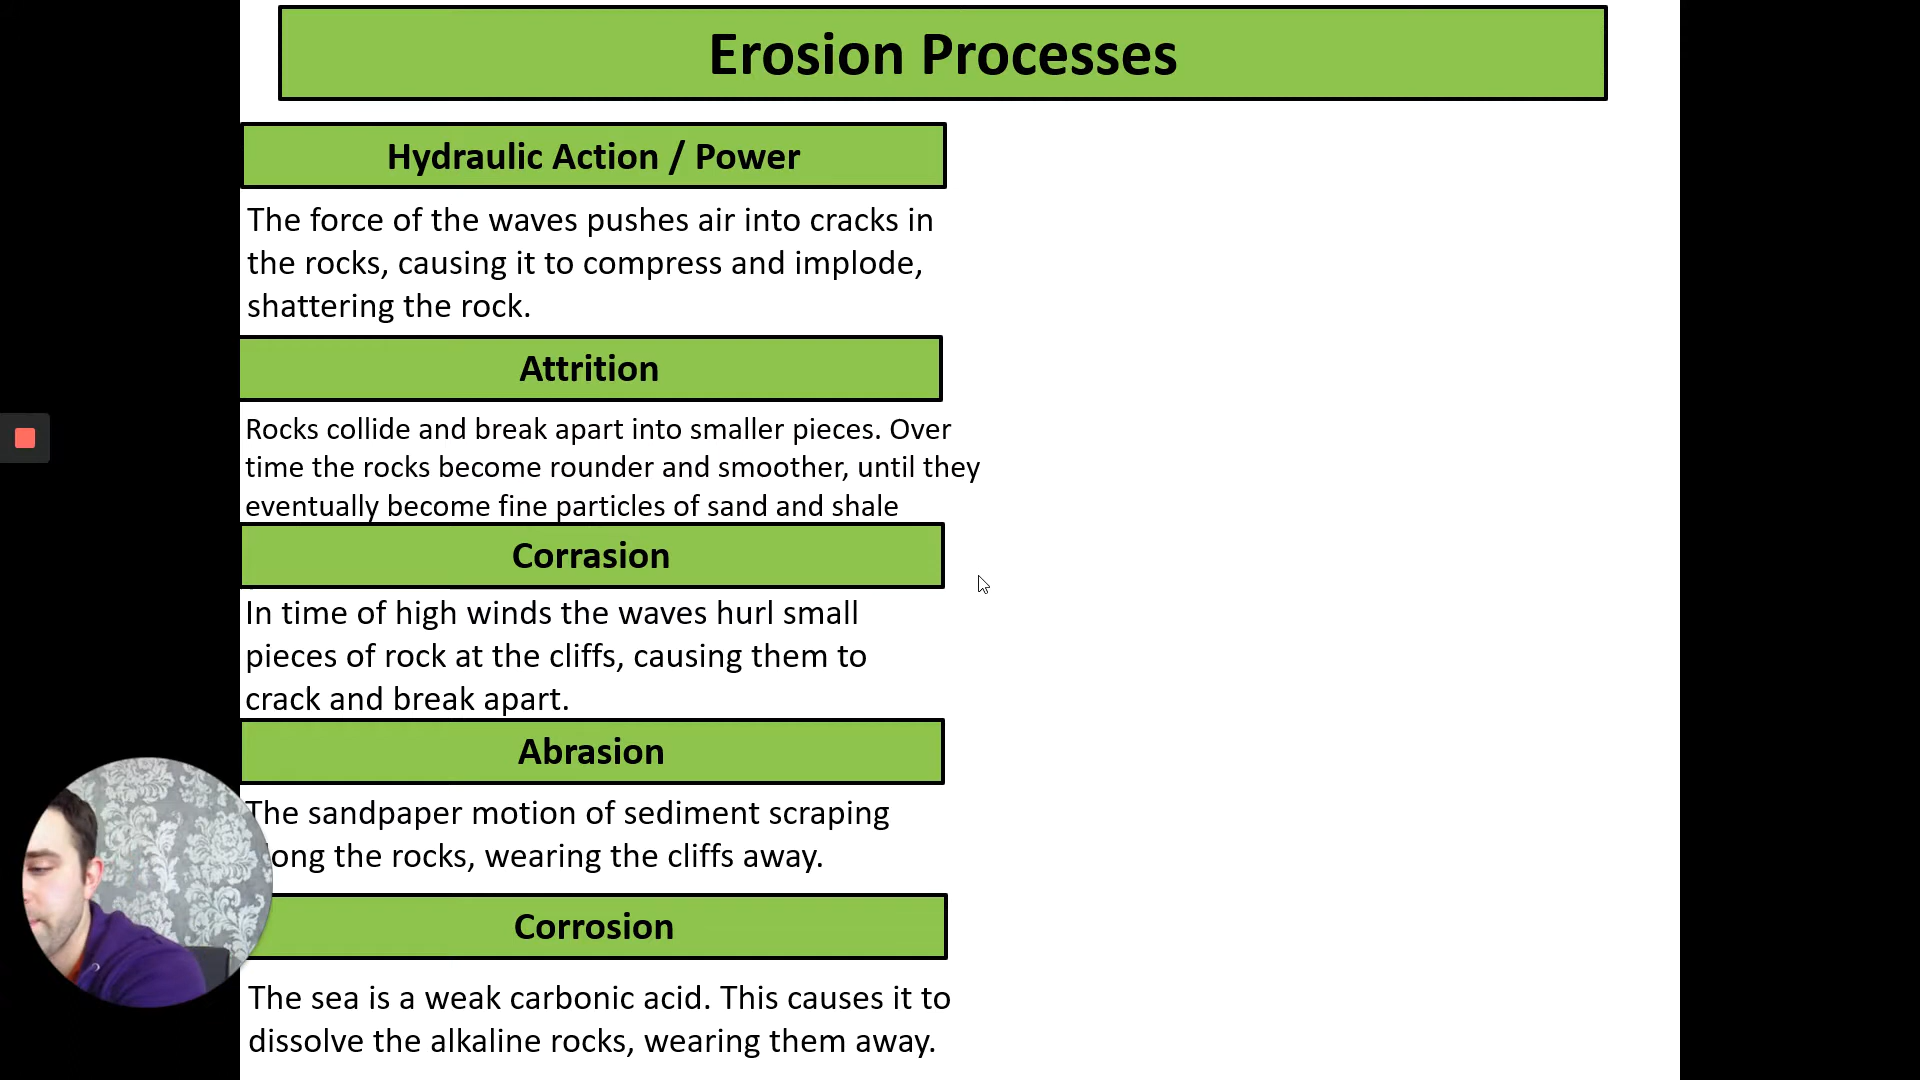 Erosion Processes
Hydraulic Action / Power
The force of the waves pushes air into cracks in
the rocks, causing it to compress and implode,
shattering the rock.
Attrition
Rocks collide and break apart into smaller pieces. Over
time the rocks become rounder and smoother, until they
eventually become fine particles of sand and shale
Corrasion
In time of high winds the waves hurl small
pieces of rock at the cliffs, causing them to
crack and break apart.
Abrasion
The sandpaper motion of sediment scraping
the rocks, wearing the cliffs away.
Corrosion
The sea is a weak carbonic acid. This causes it to
dissolve the alkaline rocks, wearing them away.